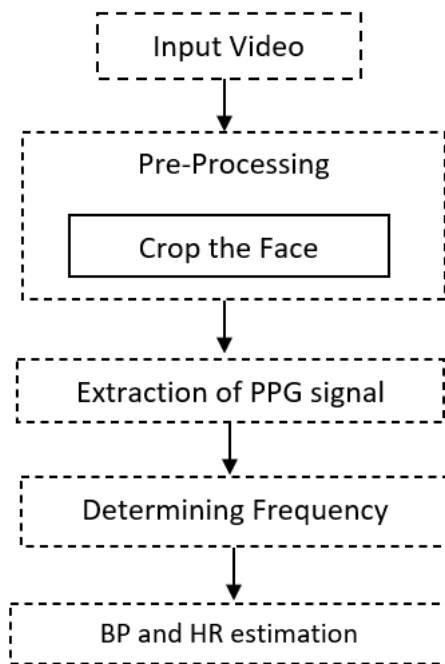 Input Video
Pre-Processing
Crop the Face
Extraction of PPG signal
Determining Frequency
BP and HR estimation